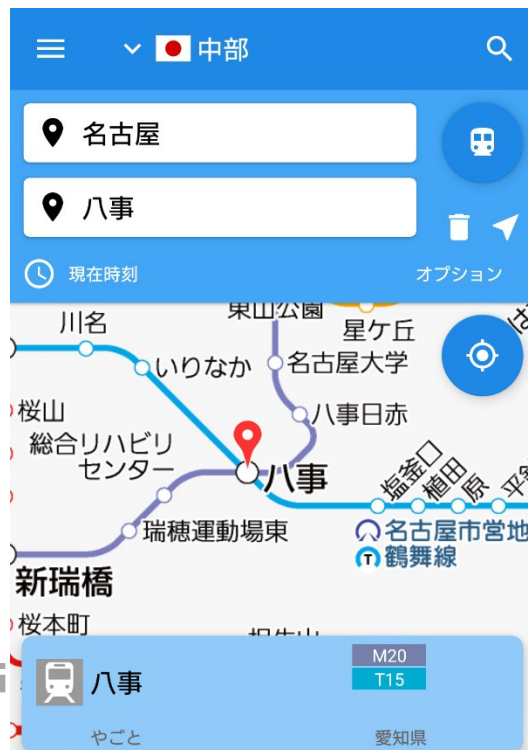 中部
名古屋
八事
現在時刻
オプション
東山公園
川名
星ケ丘
いりなか
名古屋大学
桜山
八事日赤
総合リハビリ
センター
八事
塩釜口
植田
原
瑞穂運動場東
名古屋市営地
T 鶴舞線
新瑞橋
桜本町
八事
M20
T15
やごと
愛知県